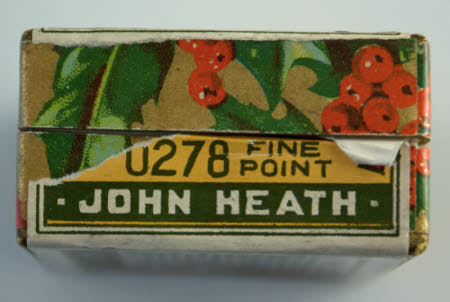 0278 FINE POINT
· JOHN HEATH ·